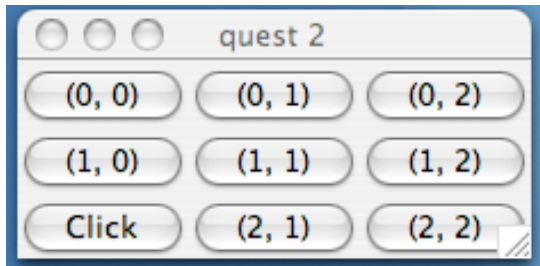 quest 2
(0, 0) (0, 1) (0, 2)
(1, 0) (1, 1) (1, 2)
Click (2, 1) (2, 2)